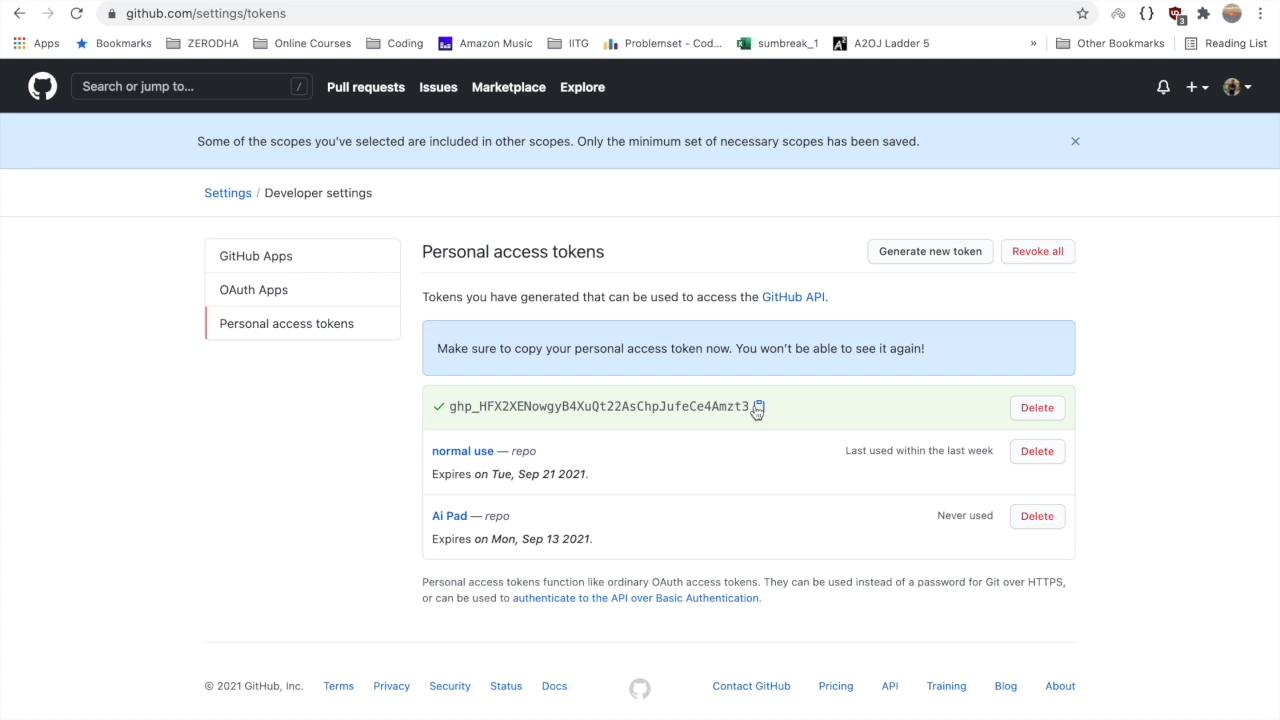 github.com/settings/tokens
3
Apps Bookmarks ZERODHA Online Courses Coding Amazon Music IITG Problemset - Cod... sumbreak_1 A2OJ Ladder 5 » Other Bookmarks Reading List
Search or jump to... / Pull requests Issues Marketplace Explore
Some of the scopes you’ve selected are included in other scopes. Only the minimum set of necessary scopes has been saved.
Settings / Developer settings
GitHub Apps
OAuth Apps
Personal access tokens
Personal access tokens Generate new token Revoke all
Tokens you have generated that can be used to access the GitHub API.
Make sure to copy your personal access token now. You won’t be able to see it again!
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 Delete
normal use — repo Last used within the last week Delete
Expires on Tue, Sep 21 2021.
Ai Pad — repo Never used Delete
Expires on Mon, Sep 13 2021.
Personal access tokens function like ordinary OAuth access tokens. They can be used instead of a password for Git over HTTPS,
or can be used to authenticate to the API over Basic Authentication.
© 2021 GitHub, Inc. Terms Privacy Security Status Docs Contact GitHub Pricing API Training Blog About